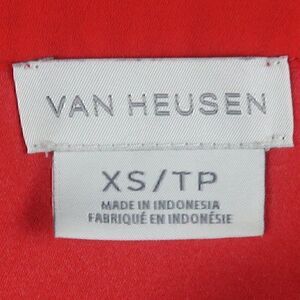 VAN HEUSEN
XS/TP
MADE IN INDONESIA
FABRIQUÉ EN INDONÉSIE